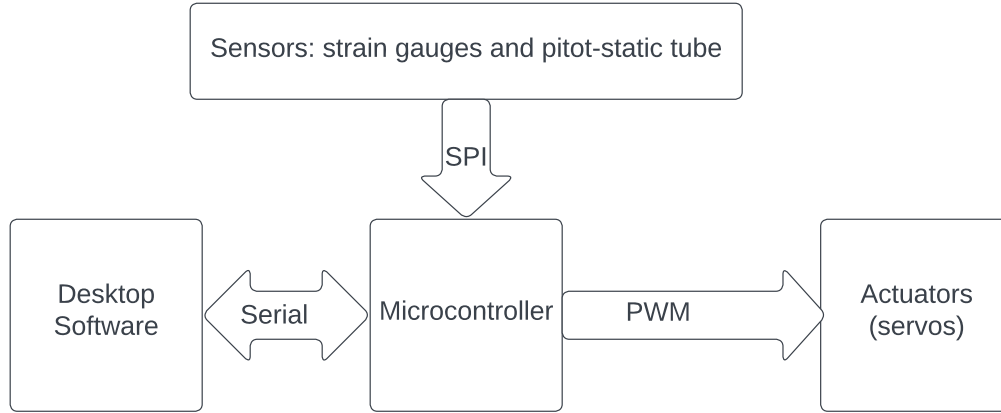 Sensors: strain gauges and pitot-static tube
SPI
Desktop
Software
Serial
Microcontroller
PWM
Actuators
(servos)